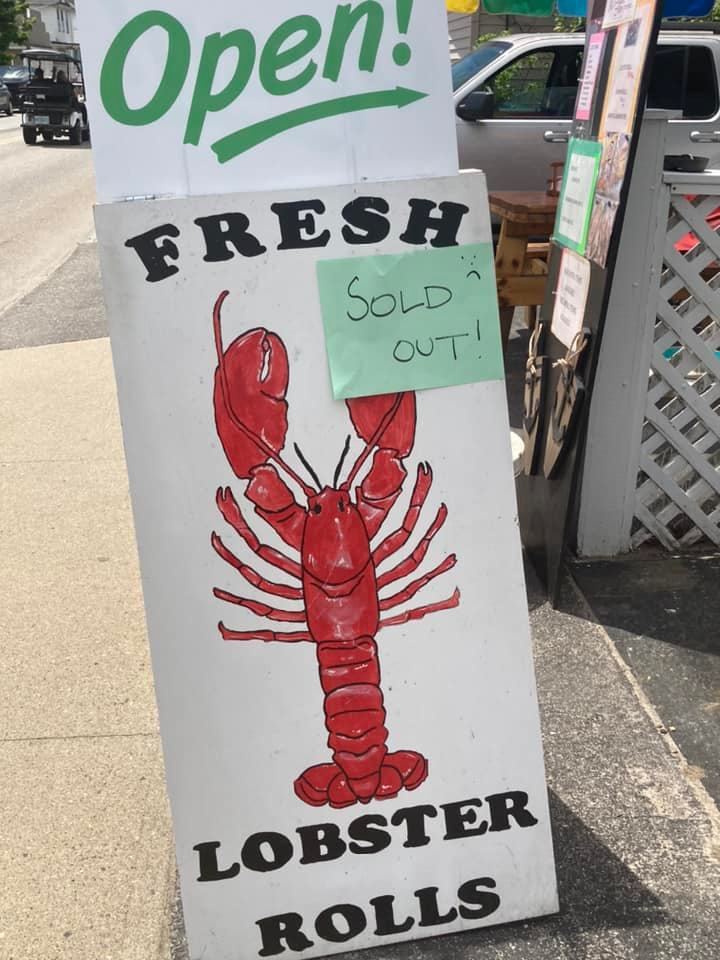 Open!
FRESH
SOLD :(
OUT!
LOBSTER
ROLLS